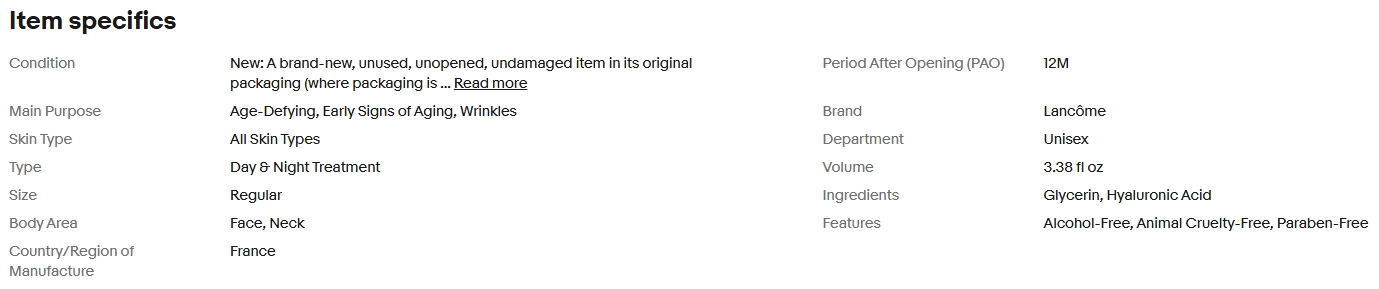 Item specifics
Condition
New: A brand-new, unused, unopened, undamaged item in its original
packaging (where packaging is ... Read more
Period After Opening (PAO)
12M
Main Purpose
Age-Defying, Early Signs of Aging, Wrinkles
Brand
Lancôme
Skin Type
All Skin Types
Department
Unisex
Type
Day & Night Treatment
Volume
3.38 fl oz
Size
Regular
Ingredients
Glycerin, Hyaluronic Acid
Body Area
Face, Neck
Features
Alcohol-Free, Animal Cruelty-Free, Paraben-Free
Country/Region of
Manufacture
France